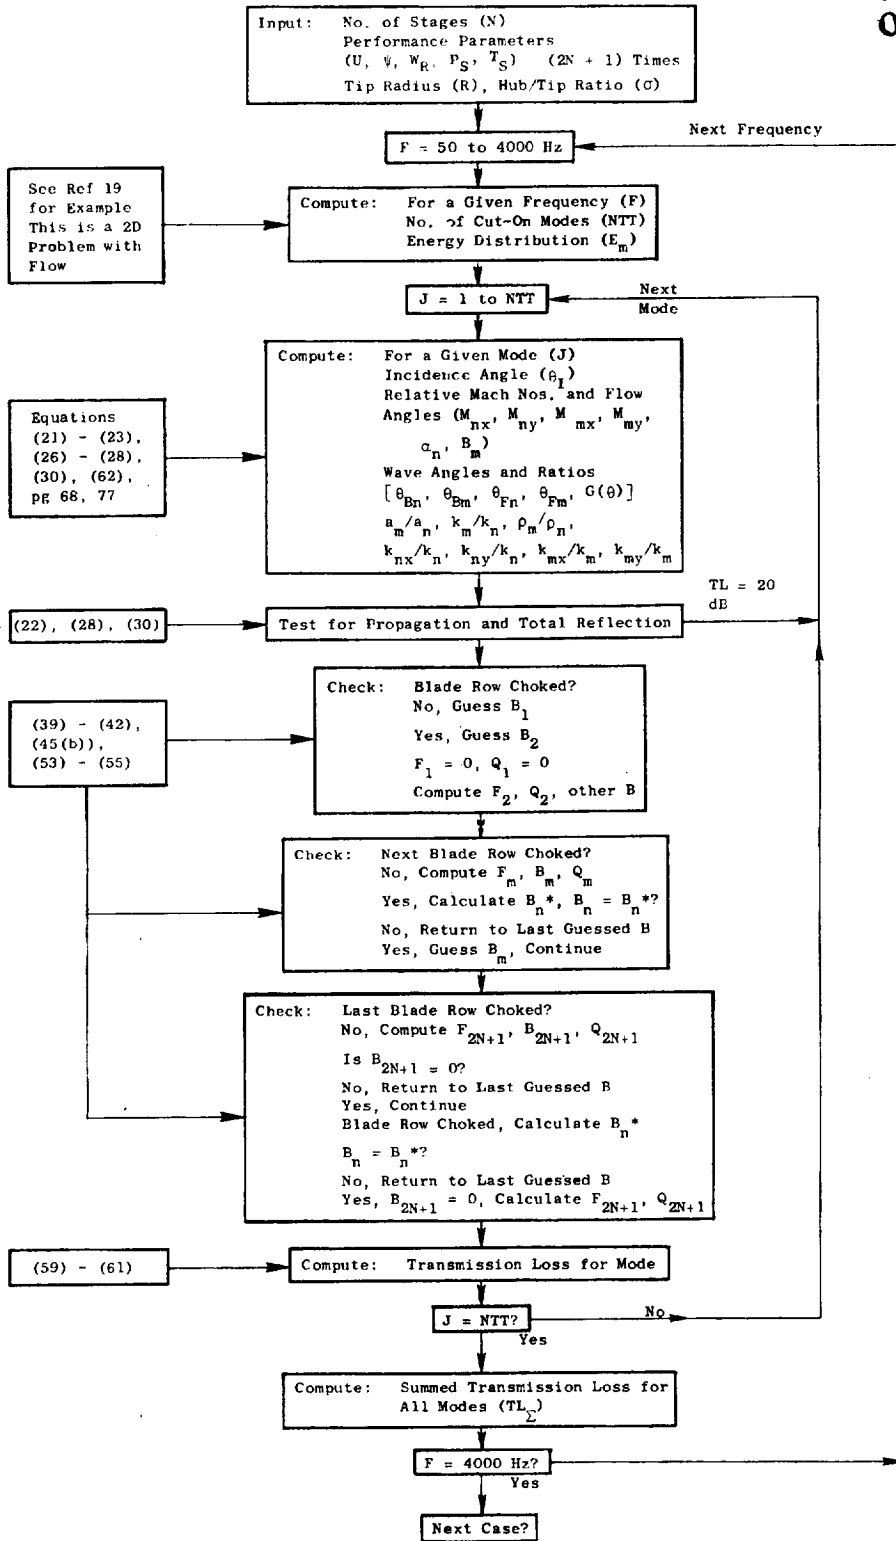 O
Input: No. of Stages (N)
Performance Parameters
(U, ψ, W_R, P_S, T_S) (2N + 1) Times
Tip Radius (R), Hub/Tip Ratio (σ)
Next Frequency
F = 50 to 4000 Hz
See Ref 19
for Example
This is a 2D
Problem with
Flow
Compute: For a Given Frequency (F)
No. of Cut-On Modes (NTT)
Energy Distribution (E_m)
J = 1 to NTT
Next
Mode
Compute: For a Given Mode (J)
Incidence Angle (θ_I)
Relative Mach Nos. and Flow
Angles (M_nx, M_ny, M_mx, M_my,
α_n, B_m)
Wave Angles and Ratios
[θ_Bn, θ_Bm, θ_Fn, θ_Fm, G(θ)]
a_m/a_n, k_m/k_n, ρ_m/ρ_n,
k_nx/k_n, k_ny/k_n, k_mx/k_m, k_my/k_m
Equations
(21) - (23),
(26) - (28),
(30), (62),
pg 68, 77
TL = 20
dB
(22), (28), (30)
Test for Propagation and Total Reflection
Check: Blade Row Choked?
No, Guess B_1
Yes, Guess B_2
F_1 = 0, Q_1 = 0
Compute F_2, Q_2, other B
(39) - (42),
(45(b)),
(53) - (55)
Check: Next Blade Row Choked?
No, Compute F_m, B_m, Q_m
Yes, Calculate B_n*, B_n = B_n*?
No, Return to Last Guessed B
Yes, Guess B_m, Continue
Check: Last Blade Row Choked?
No, Compute F_2N+1, B_2N+1, Q_2N+1
Is B_2N+1 = 0?
No, Return to Last Guessed B
Yes, Continue
Blade Row Choked, Calculate B_n*
B_n = B_n*?
No, Return to Last Guessed B
Yes, B_2N+1 = 0, Calculate F_2N+1, Q_2N+1
(59) - (61)
Compute: Transmission Loss for Mode
J = NTT?
No
Yes
Compute: Summed Transmission Loss for
All Modes (TL_Σ)
F = 4000 Hz?
Yes
Next Case?